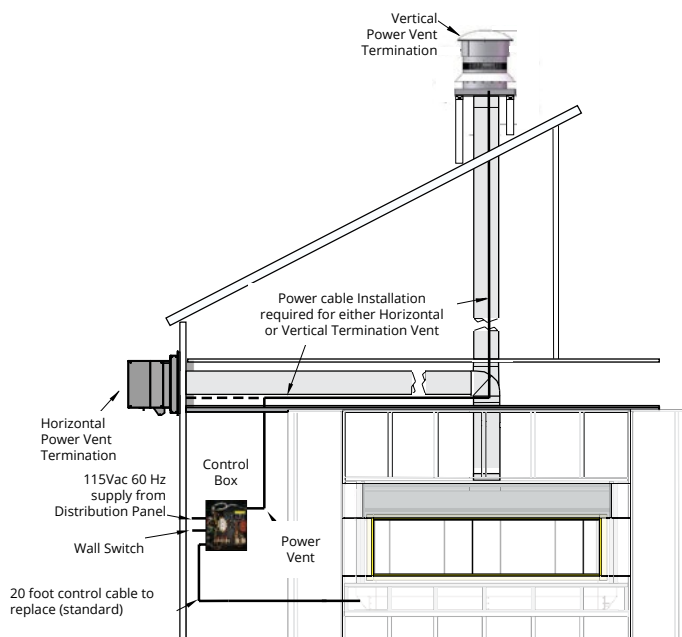 Vertical
Power Vent
Termination
Power cable Installation
required for either Horizontal
or Vertical Termination Vent
Horizontal
Power Vent
Termination
Control
Box
115Vac 60 Hz
supply from
Distribution Panel
Wall Switch
Power
Vent
20 foot control cable to
replace (standard)